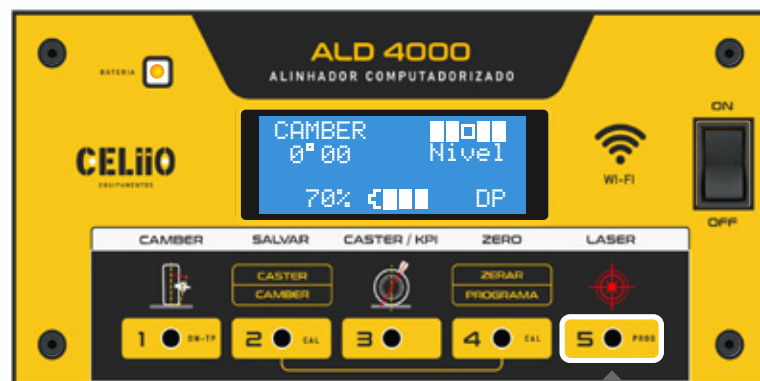 ALD 4000
ALINHADOR COMPUTADORIZADO
BATERIA
ON
CAMBER
0°00 Nivel
70% DP
CELiiO
EQUIPAMENTOS
WI-FI
OFF
CAMBER SALVAR CASTER / KPI ZERO LASER
CASTER ZERAR
CAMBER PROGRAMA
1 DM-TP 2 CAL 3 4 CAL 5 PROG